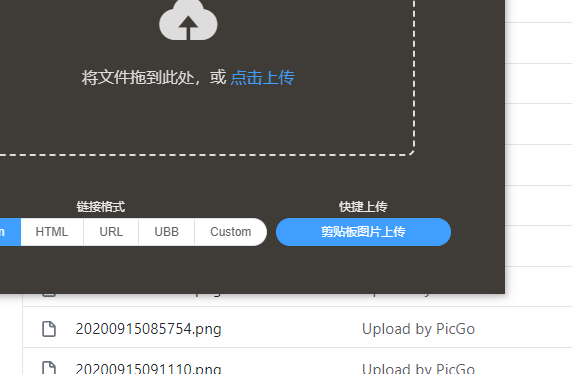 将文件拖到此处，或 点击上传
链接格式 快捷上传
HTML URL UBB Custom 剪贴板图片上传
20200915085754.png Upload by PicGo
20200915091110.png Upload by PicGo